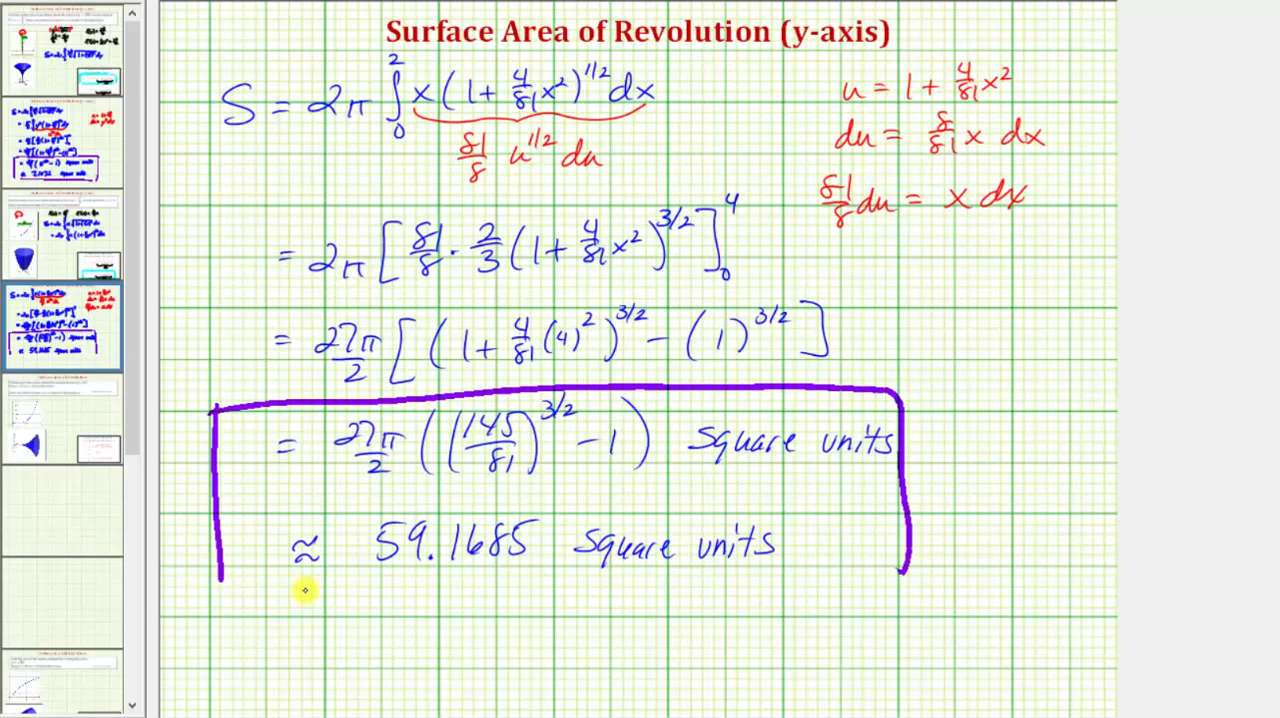 Surface Area of Revolution (y-axis)
S = 2π ∫₀² x(1 + 4/81 x²)^1/2 dx
81/8 u^1/2 du
u = 1 + 4/81 x²
du = 8/81 x dx
81/8 du = x dx
= 2π [81/8 · 2/3 (1 + 4/81 x²)^3/2]₀⁴
= 27π/2 [(1 + 4/81 (4)²)^3/2 − (1)^3/2]
= 27π/2 ((145/81)^3/2 − 1) square units
≈ 59.1685 square units